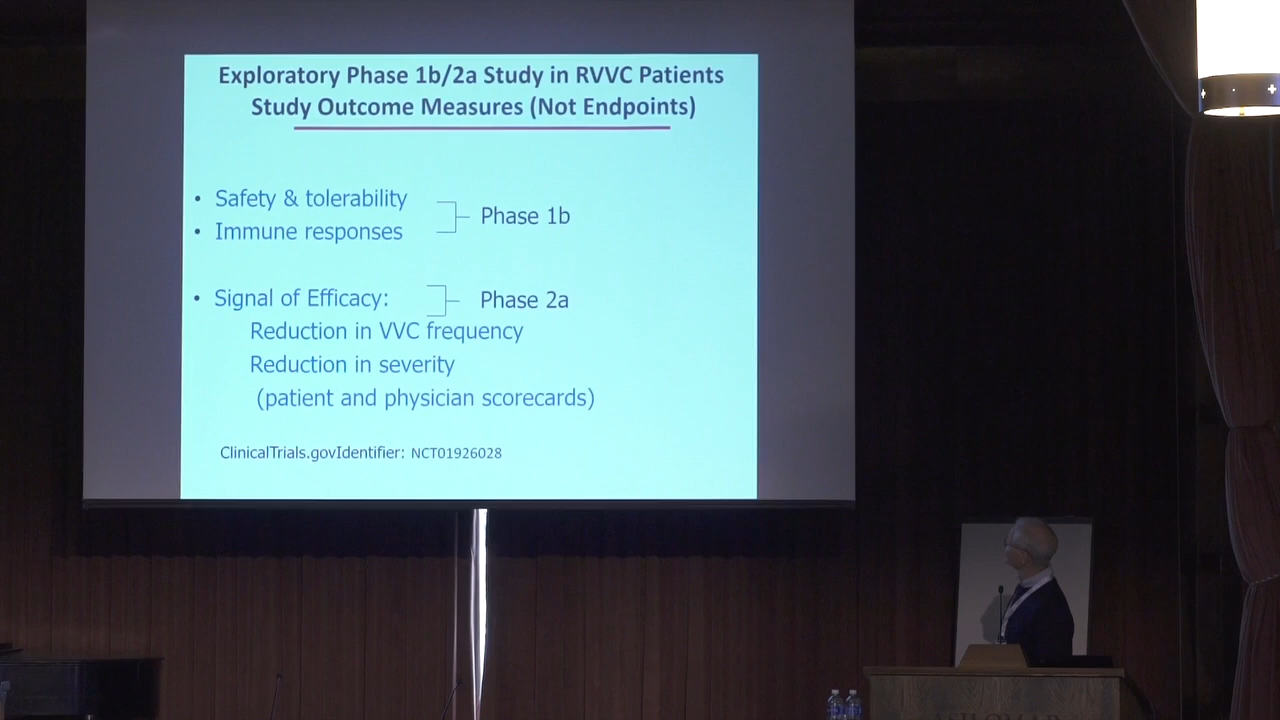 Exploratory Phase 1b/2a Study in RVVC Patients
Study Outcome Measures (Not Endpoints)
• Safety & tolerability
• Immune responses
Phase 1b
• Signal of Efficacy:
Phase 2a
Reduction in VVC frequency
Reduction in severity
(patient and physician scorecards)
ClinicalTrials.govIdentifier: NCT01926028